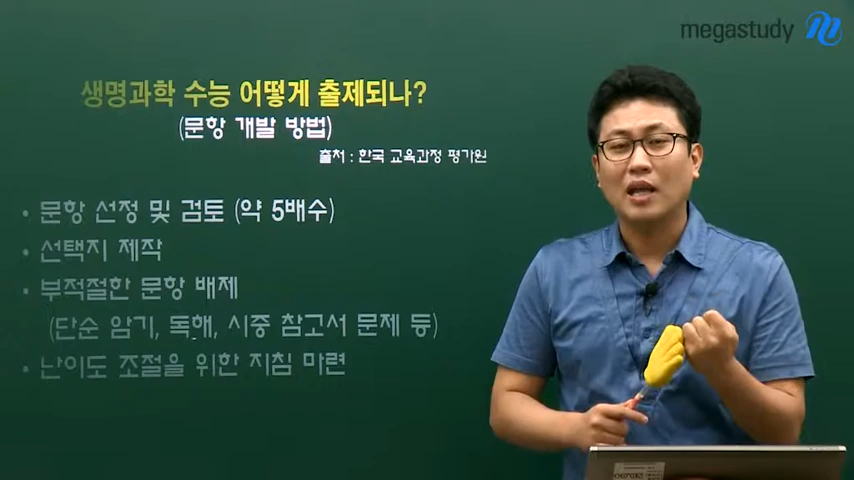 megastudy
생명과학 수능 어떻게 출제되나?
(문항 개발 방법)
출처 : 한국 교육과정 평가원
• 문항 선정 및 검토 (약 5배수)
• 선택지 제작
• 부적절한 문항 배제
(단순 암기, 독해, 시중 참고서 문제 등)
• 난이도 조절을 위한 지침 마련